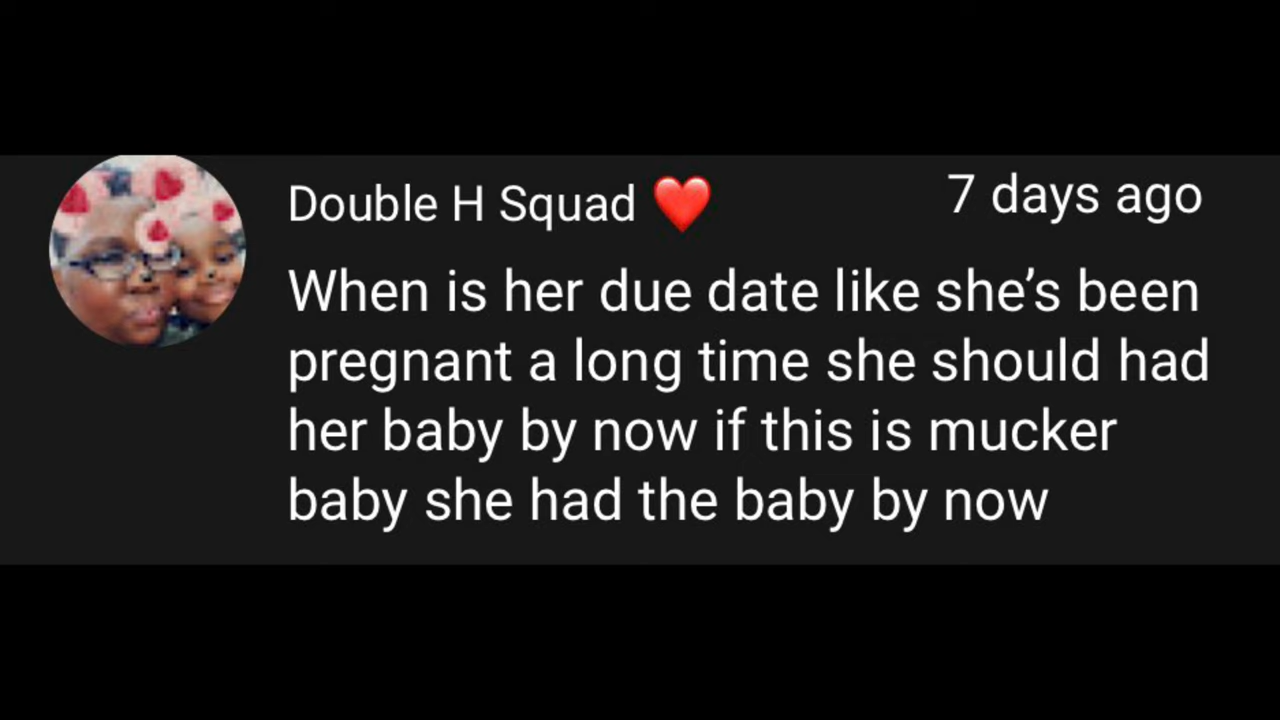 Double H Squad ❤️ 7 days ago
When is her due date like she’s been
pregnant a long time she should had
her baby by now if this is mucker
baby she had the baby by now